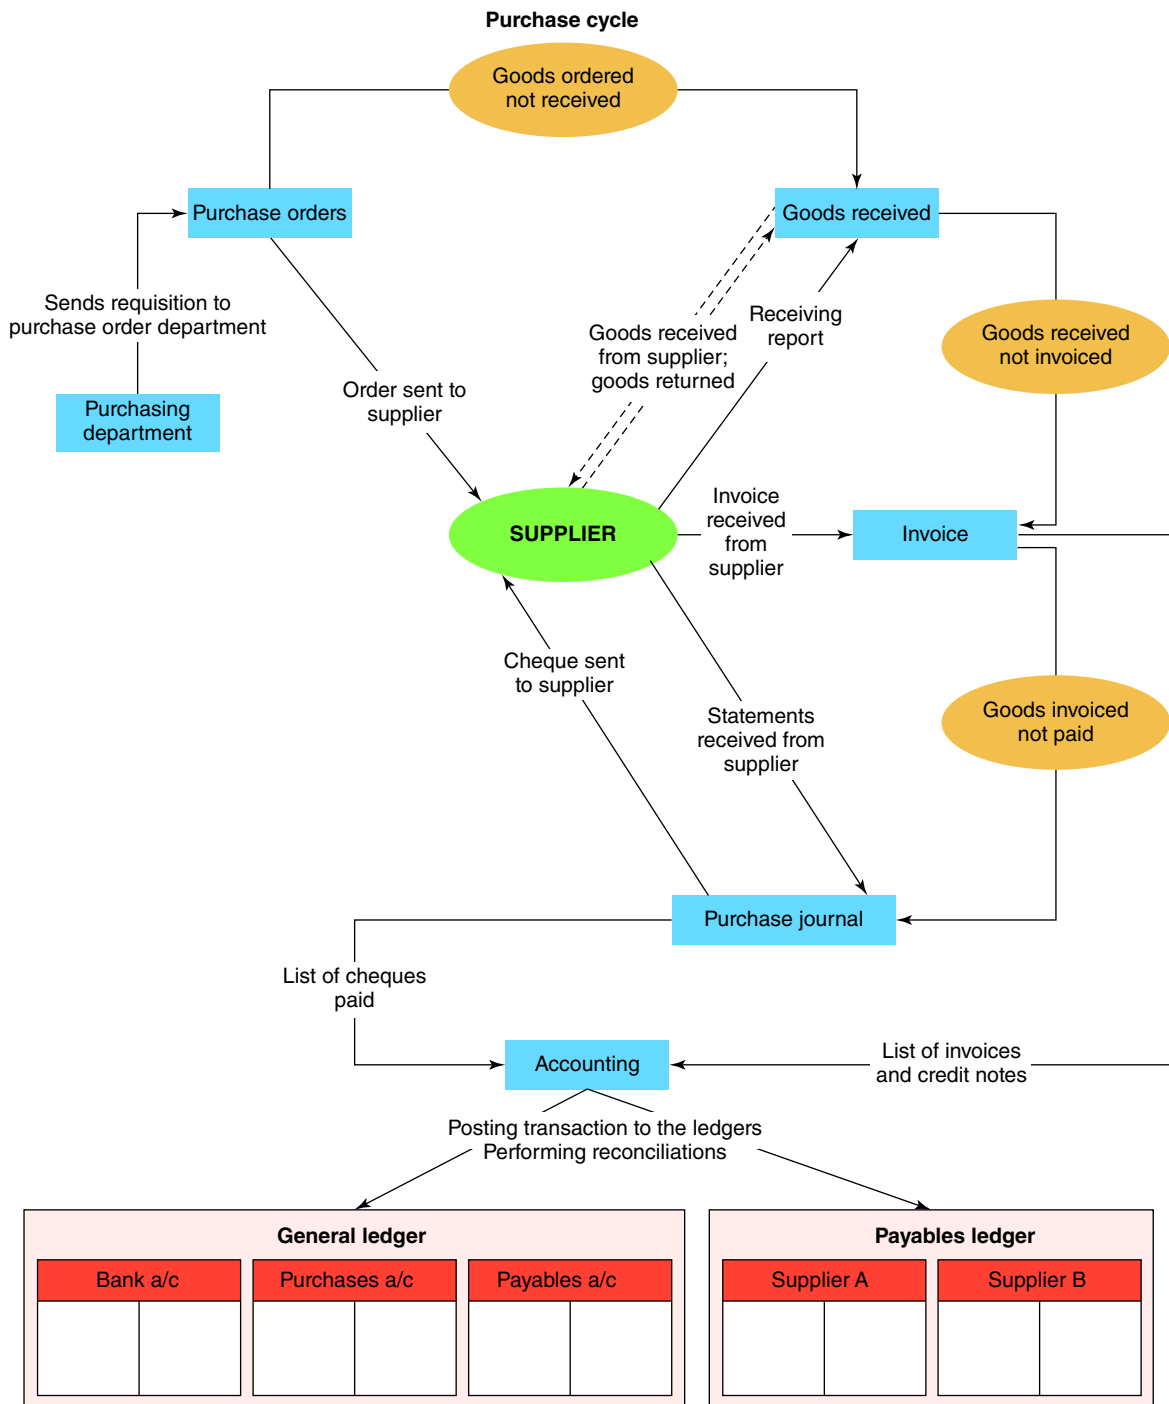 Purchase cycle
Goods ordered
not received
Purchase orders
Goods received
Sends requisition to
purchase order department
Goods received
from supplier;
goods returned
Receiving
report
Goods received
not invoiced
Order sent to
supplier
Purchasing
department
SUPPLIER
Invoice
received
from
supplier
Invoice
Cheque sent
to supplier
Statements
received from
supplier
Goods invoiced
not paid
Purchase journal
List of cheques
paid
Accounting
List of invoices
and credit notes
Posting transaction to the ledgers
Performing reconciliations
General ledger
Bank a/c
Purchases a/c
Payables a/c
Payables ledger
Supplier A
Supplier B